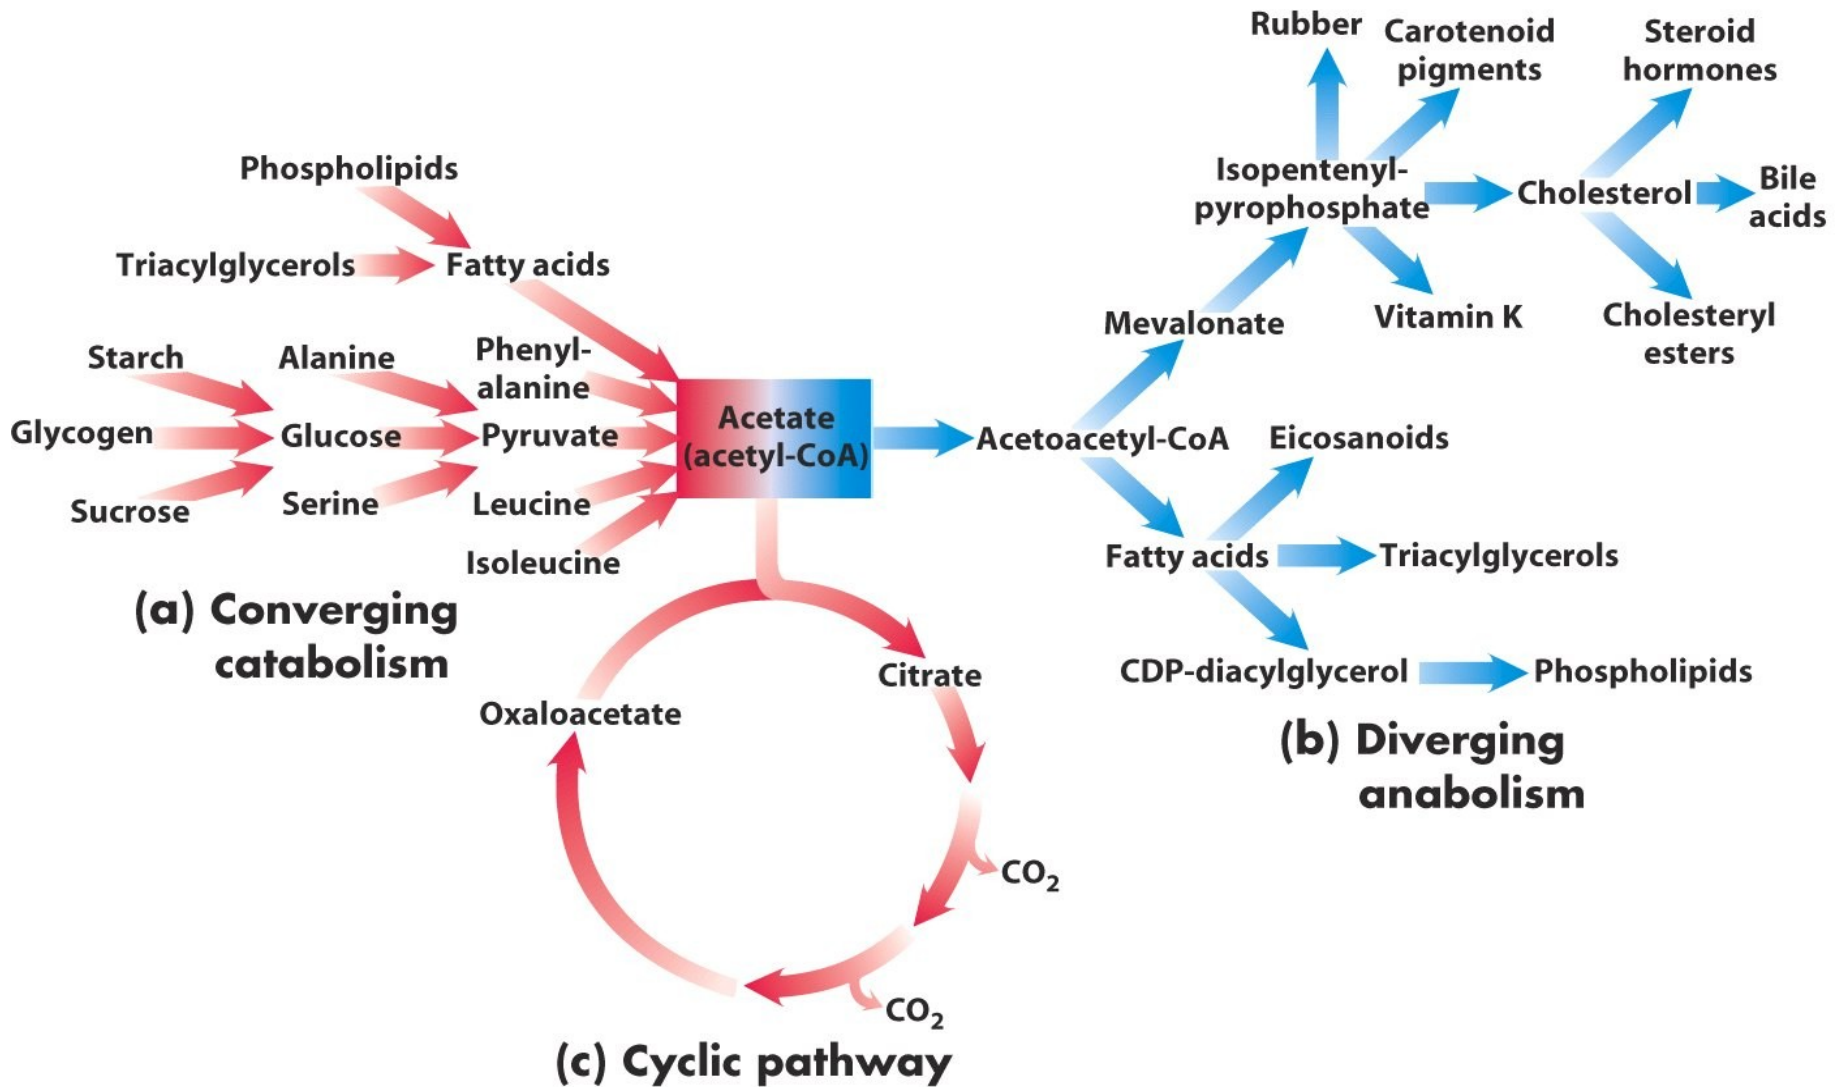 Phospholipids
Triacylglycerols
Fatty acids
Starch
Alanine
Phenyl-
alanine
Glycogen
Glucose
Pyruvate
Sucrose
Serine
Leucine
Isoleucine
(a) Converging
catabolism
Acetate
(acetyl-CoA)
Acetoacetyl-CoA
Mevalonate
Isopentenyl-
pyrophosphate
Rubber
Carotenoid
pigments
Steroid
hormones
Cholesterol
Bile
acids
Vitamin K
Cholesteryl
esters
Eicosanoids
Fatty acids
Triacylglycerols
CDP-diacylglycerol
Phospholipids
(b) Diverging
anabolism
Citrate
Oxaloacetate
CO₂
CO₂
(c) Cyclic pathway